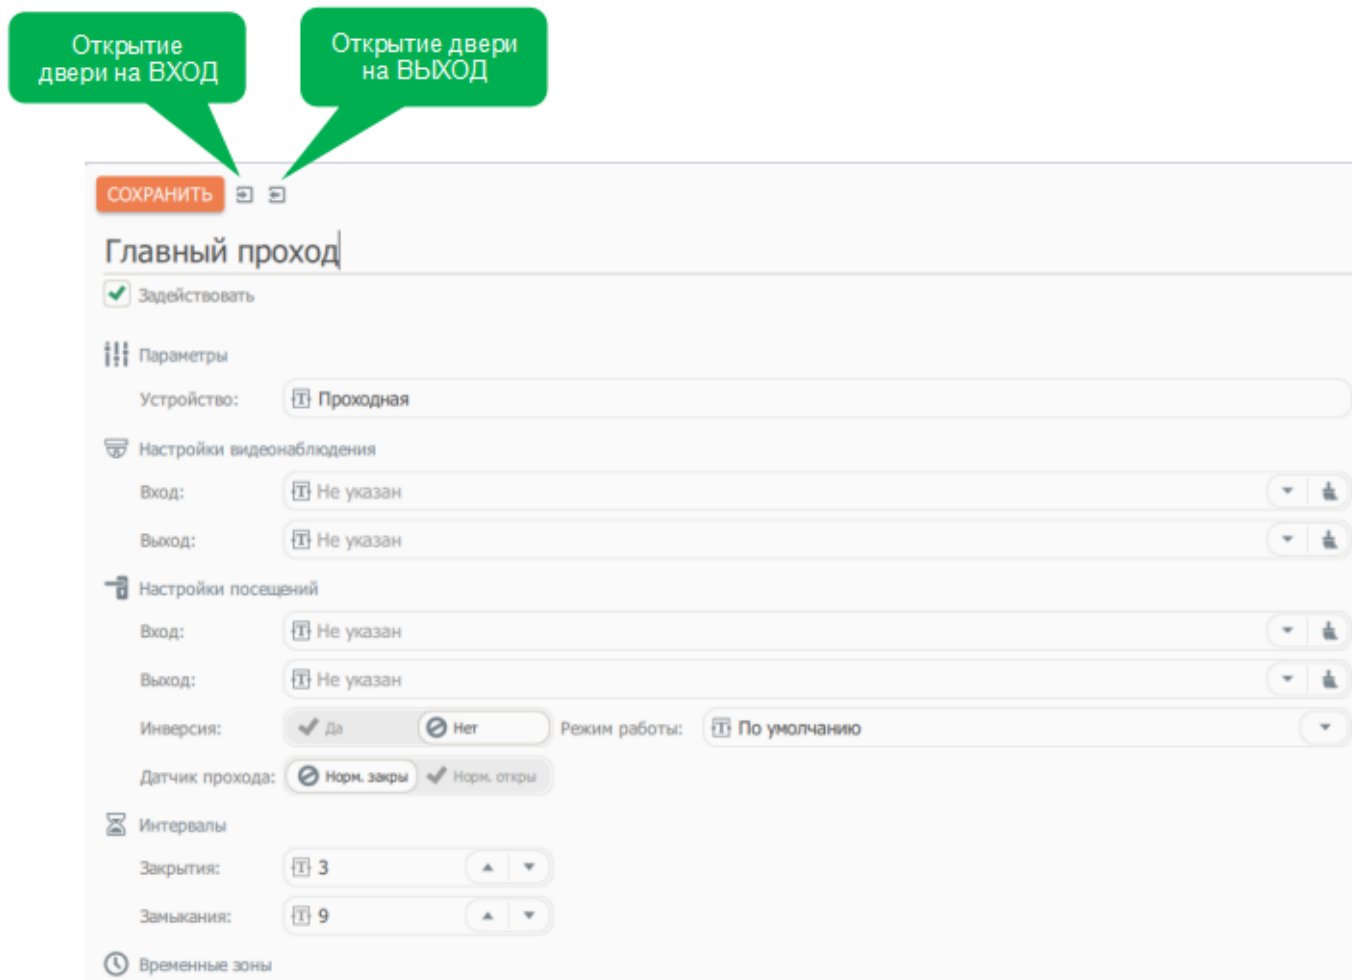 Открытие
двери на ВХОД
Открытие двери
на ВЫХОД
СОХРАНИТЬ
Главный проход
Задействовать
Параметры
Устройство: Проходная
Настройки видеонаблюдения
Вход: Не указан
Выход: Не указан
Настройки посещений
Вход: Не указан
Выход: Не указан
Инверсия: Да Нет Режим работы: По умолчанию
Датчик прохода: Норм. закры Норм. откры
Интервалы
Закрытия: 3
Замыкания: 9
Временные зоны